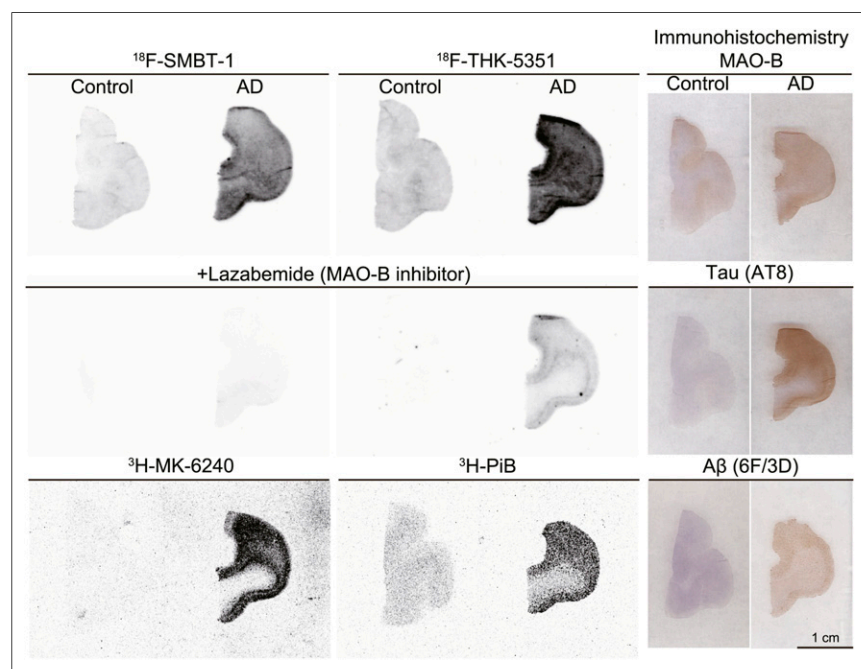 ¹⁸F-SMBT-1
¹⁸F-THK-5351
Immunohistochemistry
MAO-B
Control
AD
Control
AD
Control
AD
+Lazabemide (MAO-B inhibitor)
Tau (AT8)
³H-MK-6240
³H-PiB
Aβ (6F/3D)
1 cm